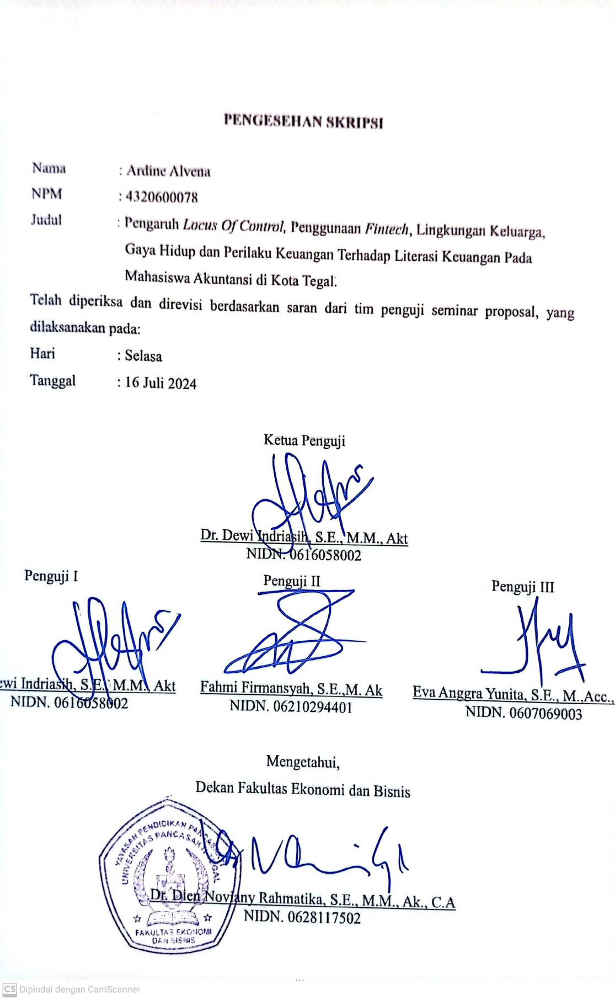 PENGESEHAN SKRIPSI
Nama : Ardine Alvena
NPM : 4320600078
Judul : Pengaruh Locus Of Control, Penggunaan Fintech, Lingkungan Keluarga,
Gaya Hidup dan Perilaku Keuangan Terhadap Literasi Keuangan Pada
Mahasiswa Akuntansi di Kota Tegal.
Telah diperiksa dan direvisi berdasarkan saran dari tim penguji seminar proposal, yang
dilaksanakan pada:
Hari : Selasa
Tanggal : 16 Juli 2024
Ketua Penguji
Dr. Dewi Indriasih, S.E., M.M., Akt
NIDN. 0616058002
Penguji I
Penguji II
Penguji III
ewi Indriasih, S.E., M.M., Akt
NIDN. 0616058002
Fahmi Firmansyah, S.E.,M. Ak
NIDN. 06210294401
Eva Anggra Yunita, S.E., M.,Acc.,
NIDN. 0607069003
Mengetahui,
Dekan Fakultas Ekonomi dan Bisnis
YAYASAN PENDIDIKAN
UNIVERSITAS PANCASAKTI TEGAL
Dr. Dien Noviany Rahmatika, S.E., M.M., Ak., C.A
NIDN. 0628117502
FAKULTAS EKONOMI
DAN BISNIS
CS Dipindai dengan CamScanner